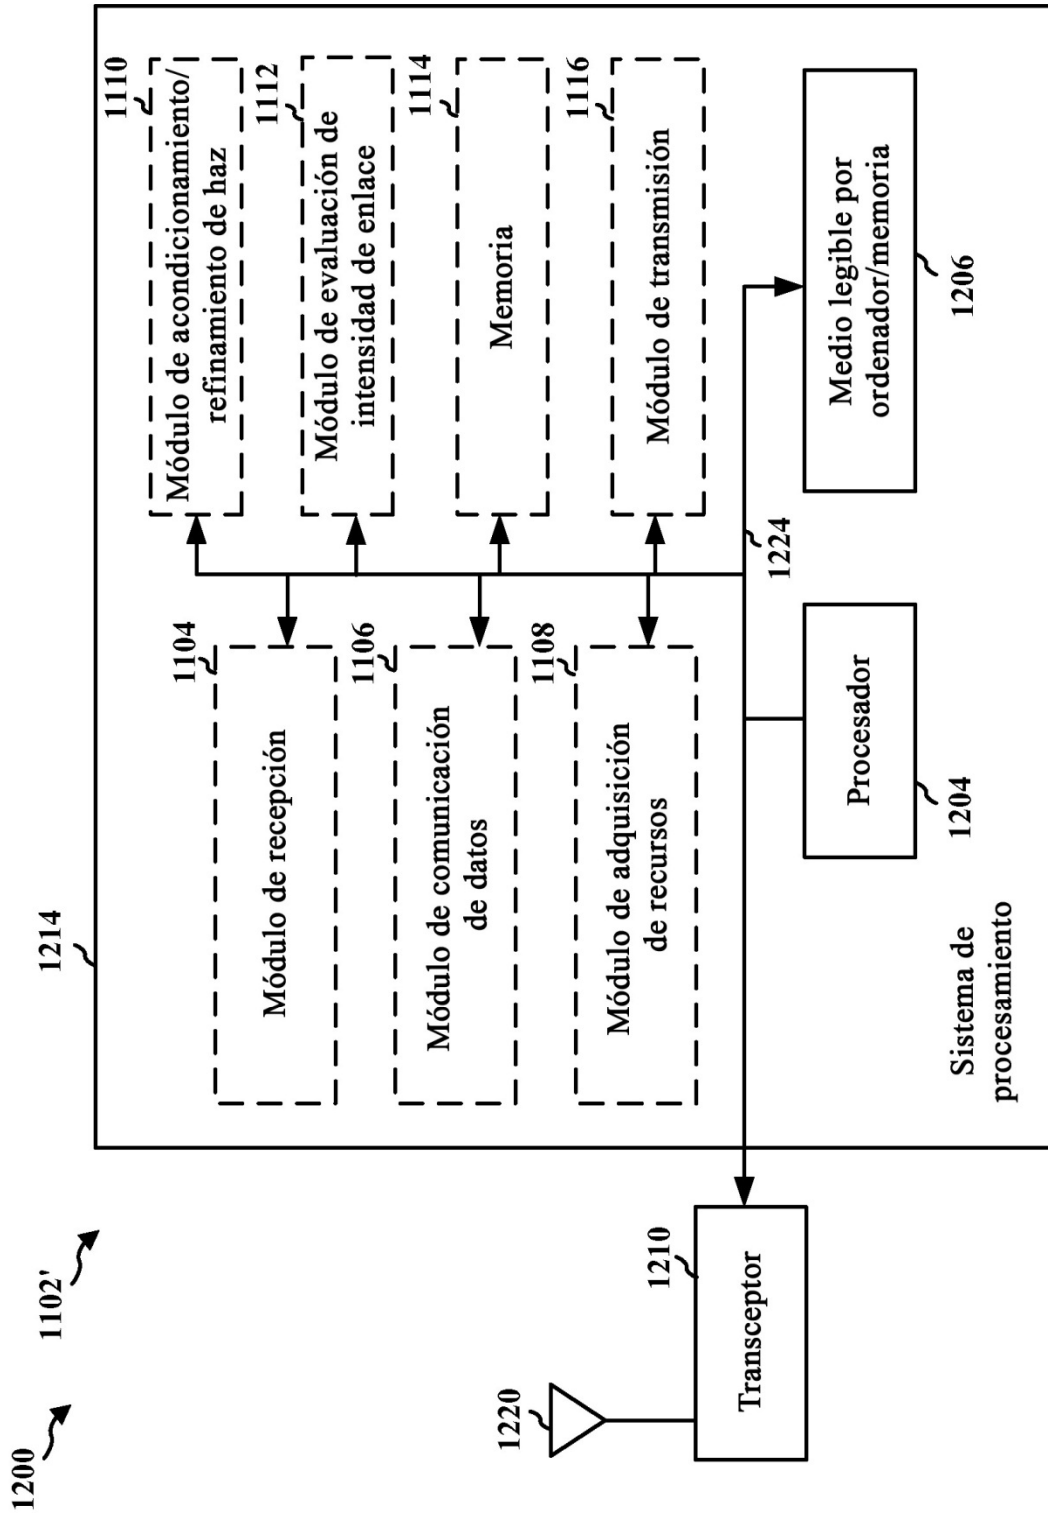 1200
1102'
1214
1104
Módulo de recepción
1106
Módulo de comunicación
de datos
1108
Módulo de adquisición
de recursos
1110
Módulo de acondicionamiento/
refinamiento de haz
1112
Módulo de evaluación de
intensidad de enlace
1114
Memoria
1116
Módulo de transmisión
1224
1220
1210
Transceptor
Procesador
1204
Medio legible por
ordenador/memoria
1206
Sistema de
procesamiento